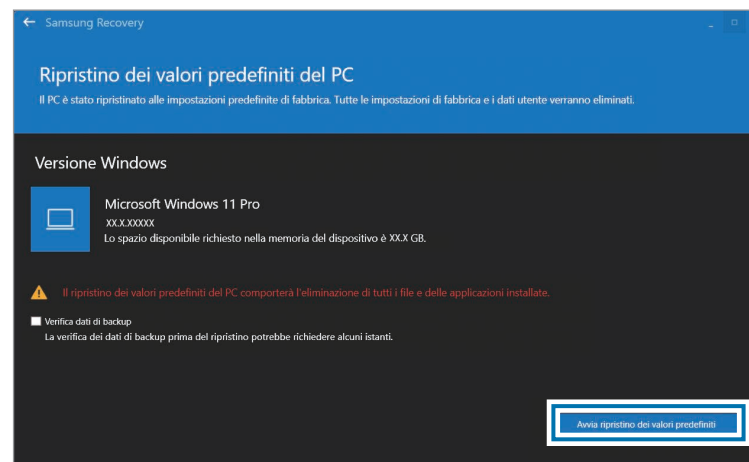 Samsung Recovery
Ripristino dei valori predefiniti del PC
Il PC è stato ripristinato alle impostazioni predefinite di fabbrica. Tutte le impostazioni di fabbrica e i dati utente verranno eliminati.
Versione Windows
Microsoft Windows 11 Pro
XX.X.XXXXX
Lo spazio disponibile richiesto nella memoria del dispositivo è XX.X GB.
Il ripristino dei valori predefiniti del PC comporterà l'eliminazione di tutti i file e delle applicazioni installate.
Verifica dati di backup
La verifica dei dati di backup prima del ripristino potrebbe richiedere alcuni istanti.
Avvia ripristino dei valori predefiniti